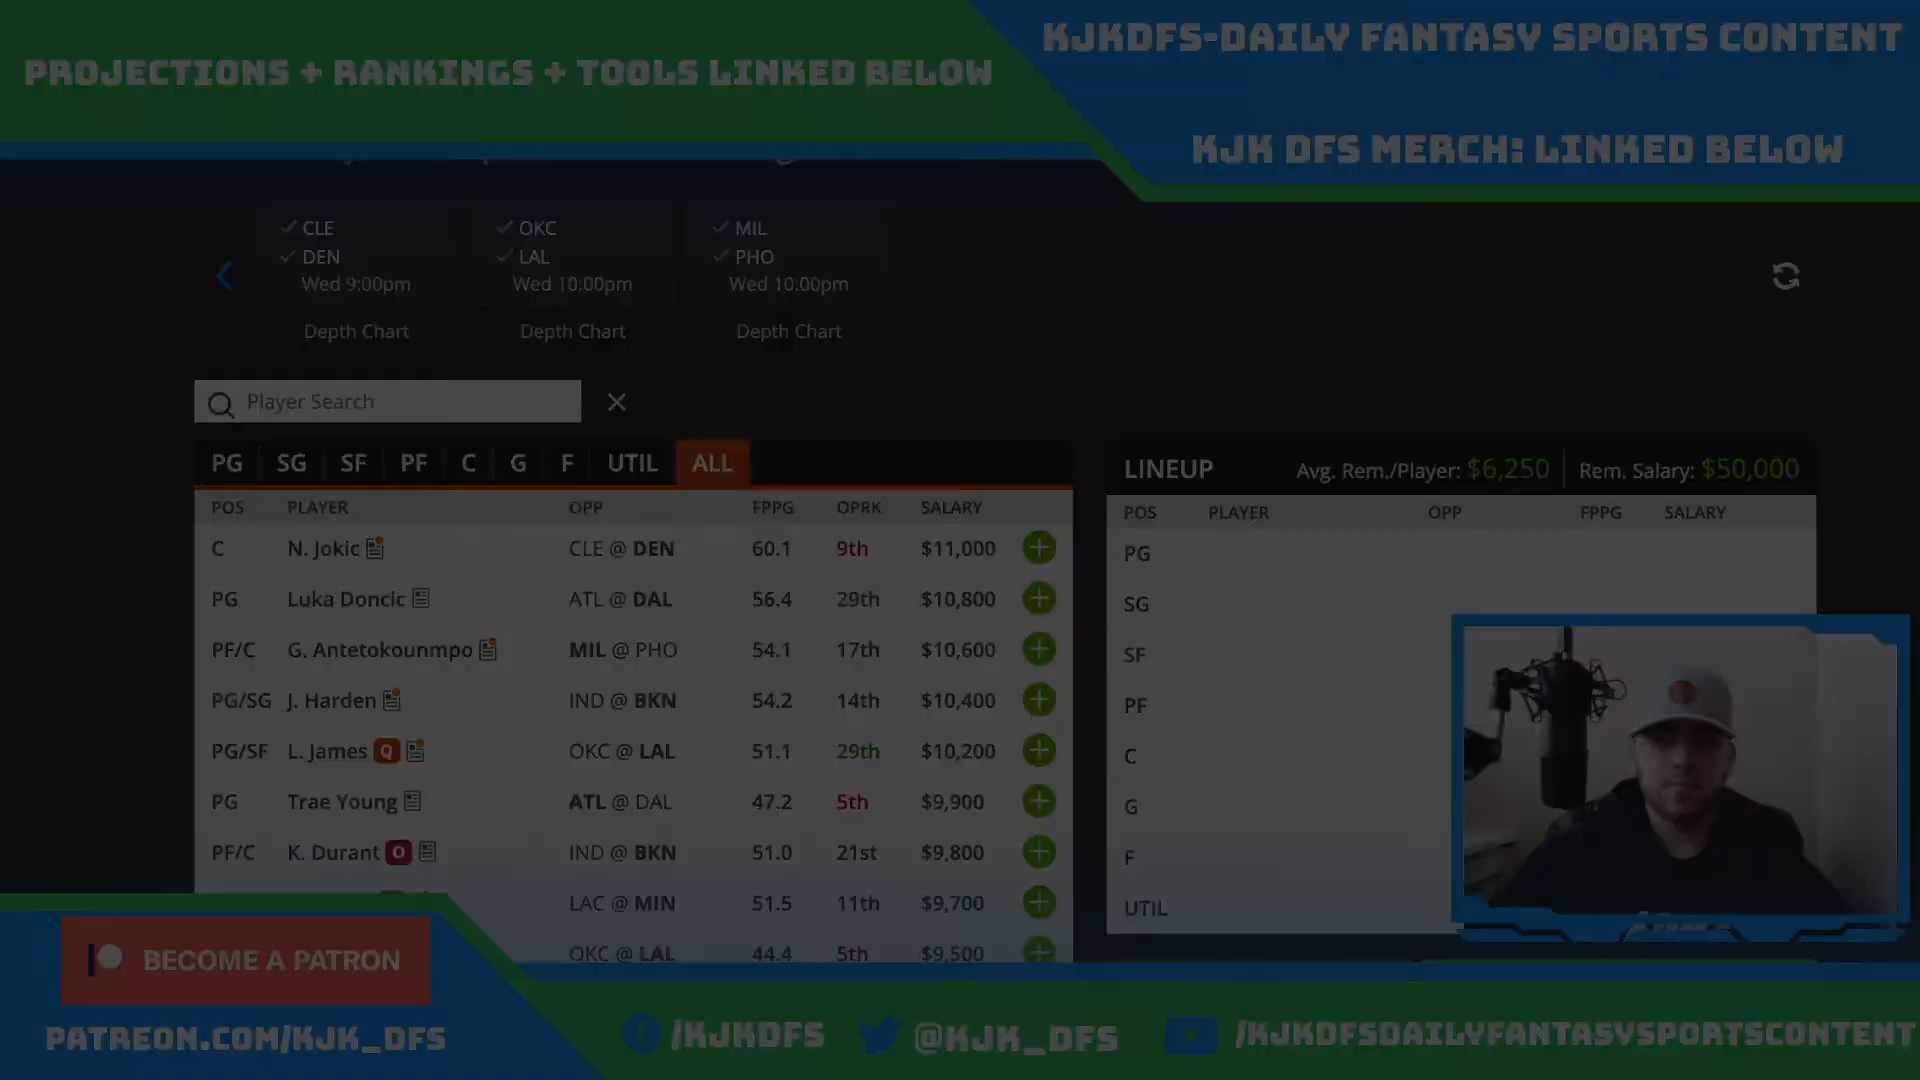 PROJECTIONS + RANKINGS + TOOLS LINKED BELOW
KJKDFS-DAILY FANTASY SPORTS CONTENT
KJK DFS MERCH: LINKED BELOW
CLE
DEN
Wed 9:00pm
Depth Chart
OKC
LAL
Wed 10:00pm
Depth Chart
MIL
PHO
Wed 10:00pm
Depth Chart
Player Search
PG SG SF PF C G F UTIL ALL
POS PLAYER OPP FPPG OPRK SALARY
C N. Jokic CLE @ DEN 60.1 9th $11,000
PG Luka Doncic ATL @ DAL 56.4 29th $10,800
PF/C G. Antetokounmpo MIL @ PHO 54.1 17th $10,600
PG/SG J. Harden IND @ BKN 54.2 14th $10,400
PG/SF L. James Q OKC @ LAL 51.1 29th $10,200
PG Trae Young ATL @ DAL 47.2 5th $9,900
PF/C K. Durant O IND @ BKN 51.0 21st $9,800
LAC @ MIN 51.5 11th $9,700
OKC @ LAL 44.4 5th $9,500
LINEUP Avg. Rem./Player: $6,250 Rem. Salary: $50,000
POS PLAYER OPP FPPG SALARY
PG
SG
SF
PF
C
G
F
UTIL
BECOME A PATRON
PATREON.COM/KJK_DFS
/KJKDFS
@KJK_DFS
/KJKDFSDAILYFANTASYSPORTSCONTENT